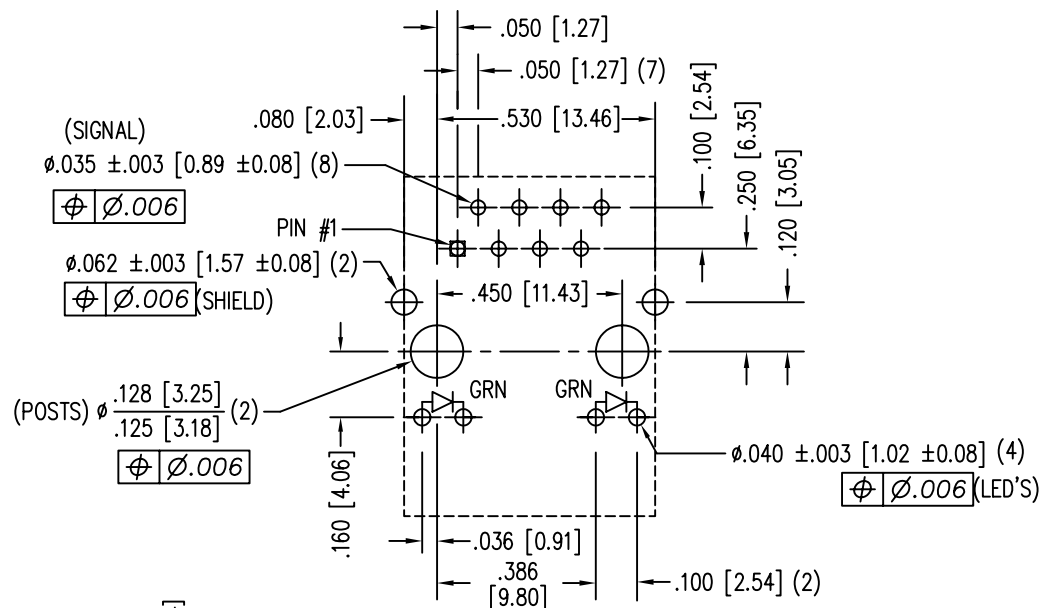 .050 [1.27]
.050 [1.27] (7)
.080 [2.03]
.530 [13.46]
.100 [2.54]
.250 [6.35]
.120 [3.05]
(SIGNAL)
ø.035 ±.003 [0.89 ±0.08] (8)
⌖ Ø.006
PIN #1
ø.062 ±.003 [1.57 ±0.08] (2)
⌖ Ø.006 (SHIELD)
.450 [11.43]
GRN
GRN
(POSTS) ø .128 [3.25]
.125 [3.18] (2)
⌖ Ø.006
ø.040 ±.003 [1.02 ±0.08] (4)
⌖ Ø.006 (LED'S)
.160 [4.06]
.036 [0.91]
.386
[9.80]
.100 [2.54] (2)